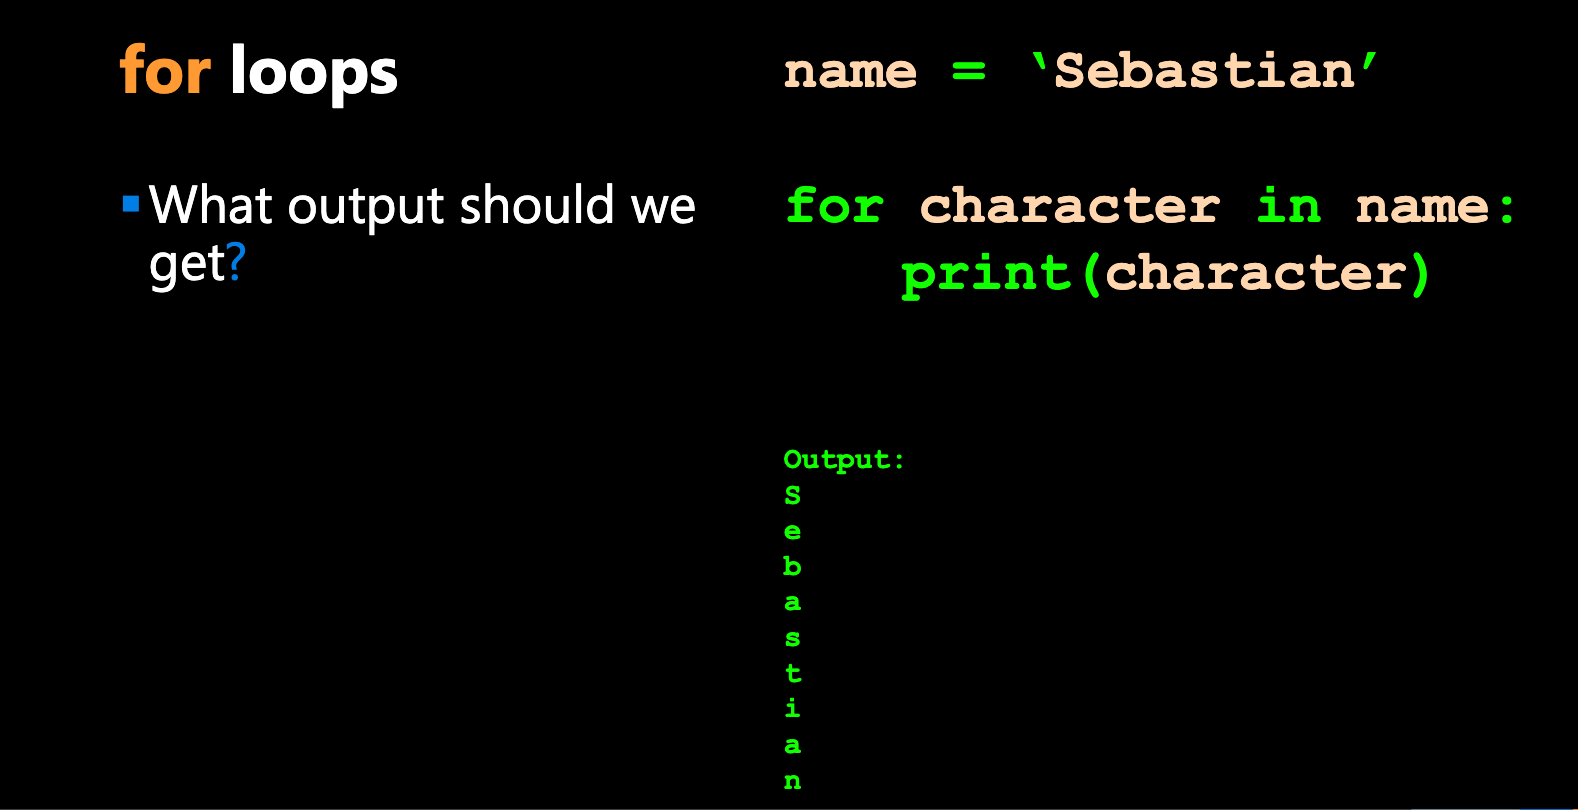 for loops
▪What output should we
get?
name = ‘Sebastian’
for character in name:
print(character)
Output:
S
e
b
a
s
t
i
a
n